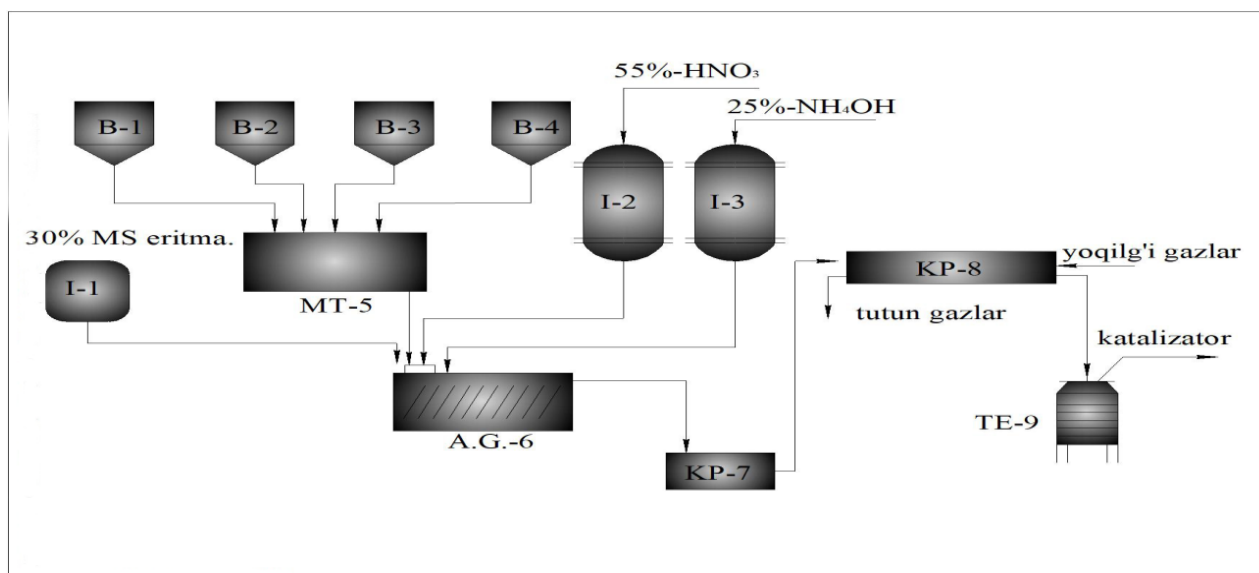 55%-HNO₃
25%-NH₄OH
B-1
B-2
B-3
B-4
I-2
I-3
30% MS eritma.
I-1
MT-5
KP-8
yoqilg'i gazlar
tutun gazlar
katalizator
TE-9
A.G.-6
KP-7